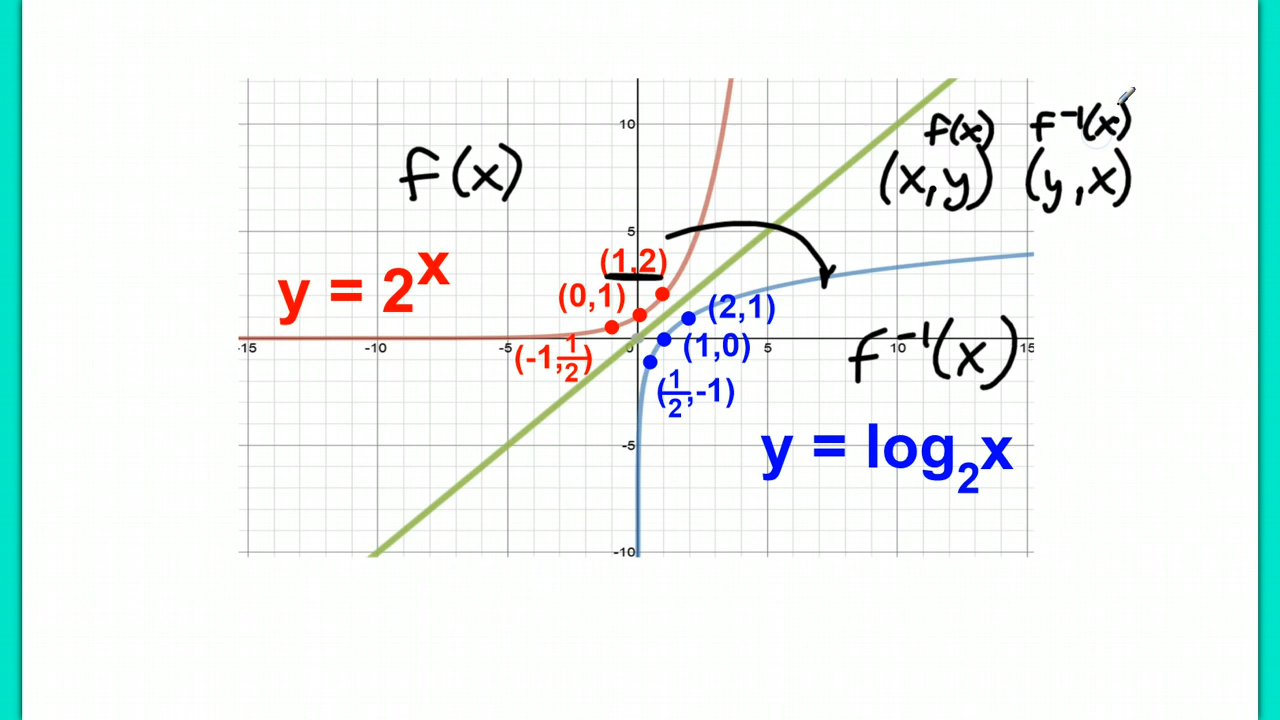 f(x) f⁻¹(x)
(x,y) (y,x)
f(x)
y = 2ˣ
(1,2)
(0,1)
(-1,1/2)
(2,1)
(1,0)
(1/2,-1)
f⁻¹(x)
y = log₂x
10
5
-15 -10 -5 0 5 10 15
-5
-10